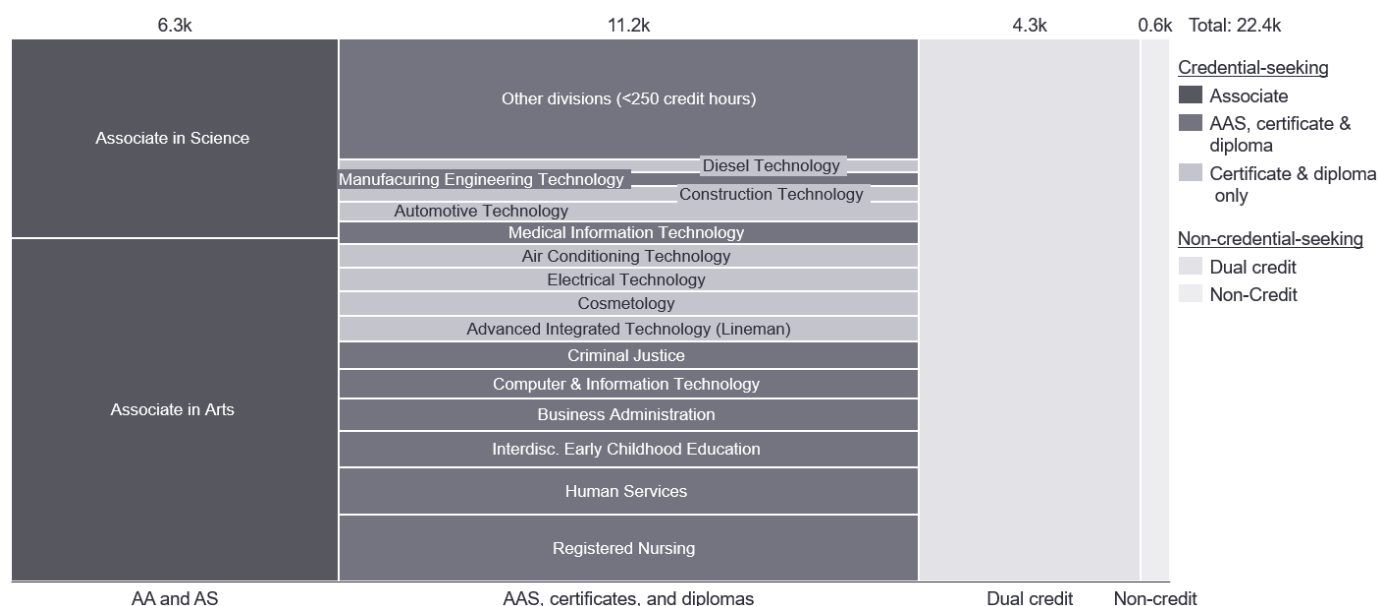 6.3k
11.2k
4.3k
0.6k
Total: 22.4k
Associate in Science
Associate in Arts
Other divisions (<250 credit hours)
Diesel Technology
Manufacuring Engineering Technology
Construction Technology
Automotive Technology
Medical Information Technology
Air Conditioning Technology
Electrical Technology
Cosmetology
Advanced Integrated Technology (Lineman)
Criminal Justice
Computer & Information Technology
Business Administration
Interdisc. Early Childhood Education
Human Services
Registered Nursing
Credential-seeking
Associate
AAS, certificate &
diploma
Certificate & diploma
only
Non-credential-seeking
Dual credit
Non-Credit
AA and AS
AAS, certificates, and diplomas
Dual credit
Non-credit